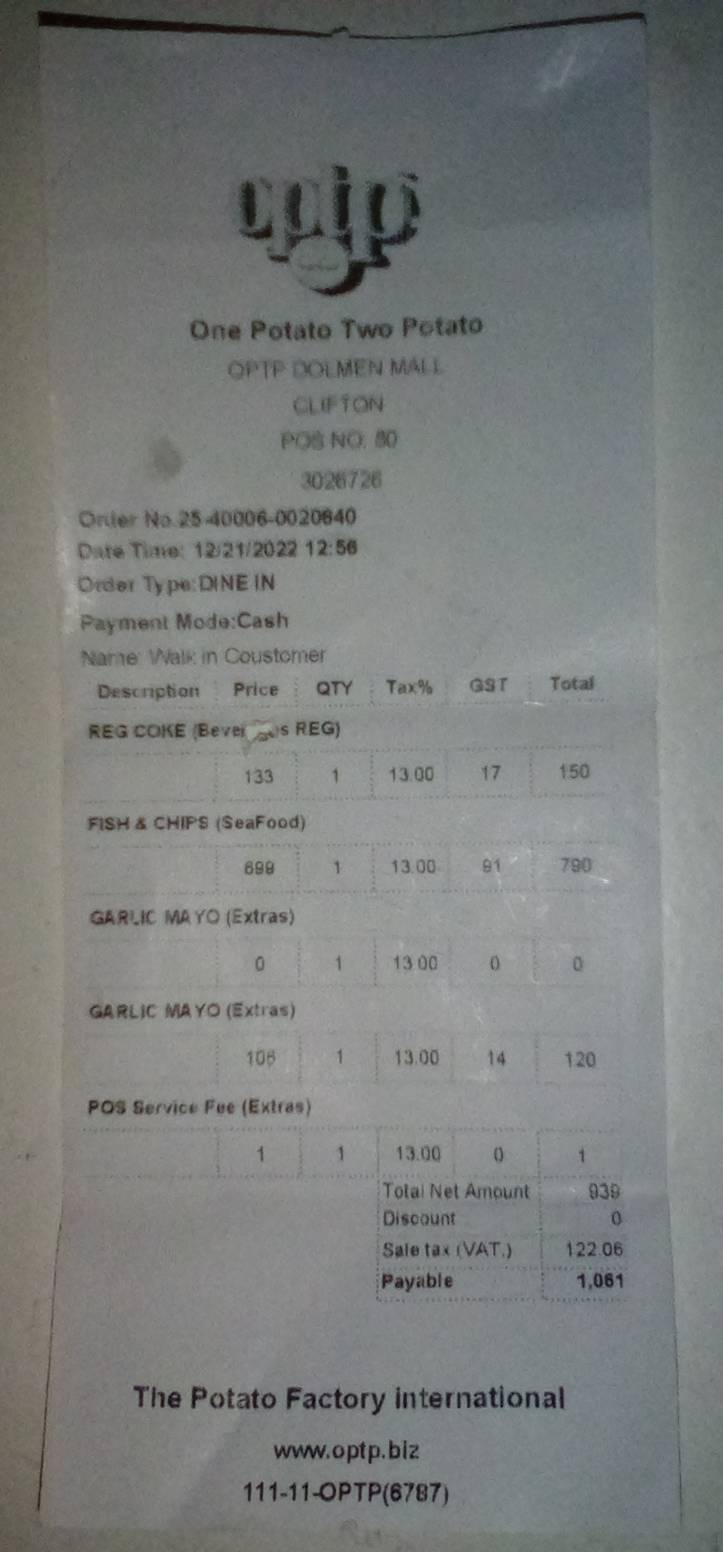 optp
One Potato Two Potato
OPTP DOLMEN MALL
CLIFTON
POS NO. 80
3026726
Order No.25-40006-0020640
Date Time: 12/21/2022 12:56
Order Type:DINE IN
Payment Mode:Cash
Name: Walk in Coustomer
Description Price QTY Tax% GST Total
REG COKE REG)
133 1 13.00 17 150
FISH & CHIPS (SeaFood)
699 1 13.00 91 790
GARLIC MAYO (Extras)
0 1 13.00 0 0
GARLIC MAYO (Extras)
106 1 13.00 14 120
POS Service Fee (Extras)
1 1 13.00 0 1
Total Net Amount 939
Discount 0
Sale tax (VAT.) 122.06
Payable 1,061
The Potato Factory international
www.optp.biz
111-11-OPTP(6787)